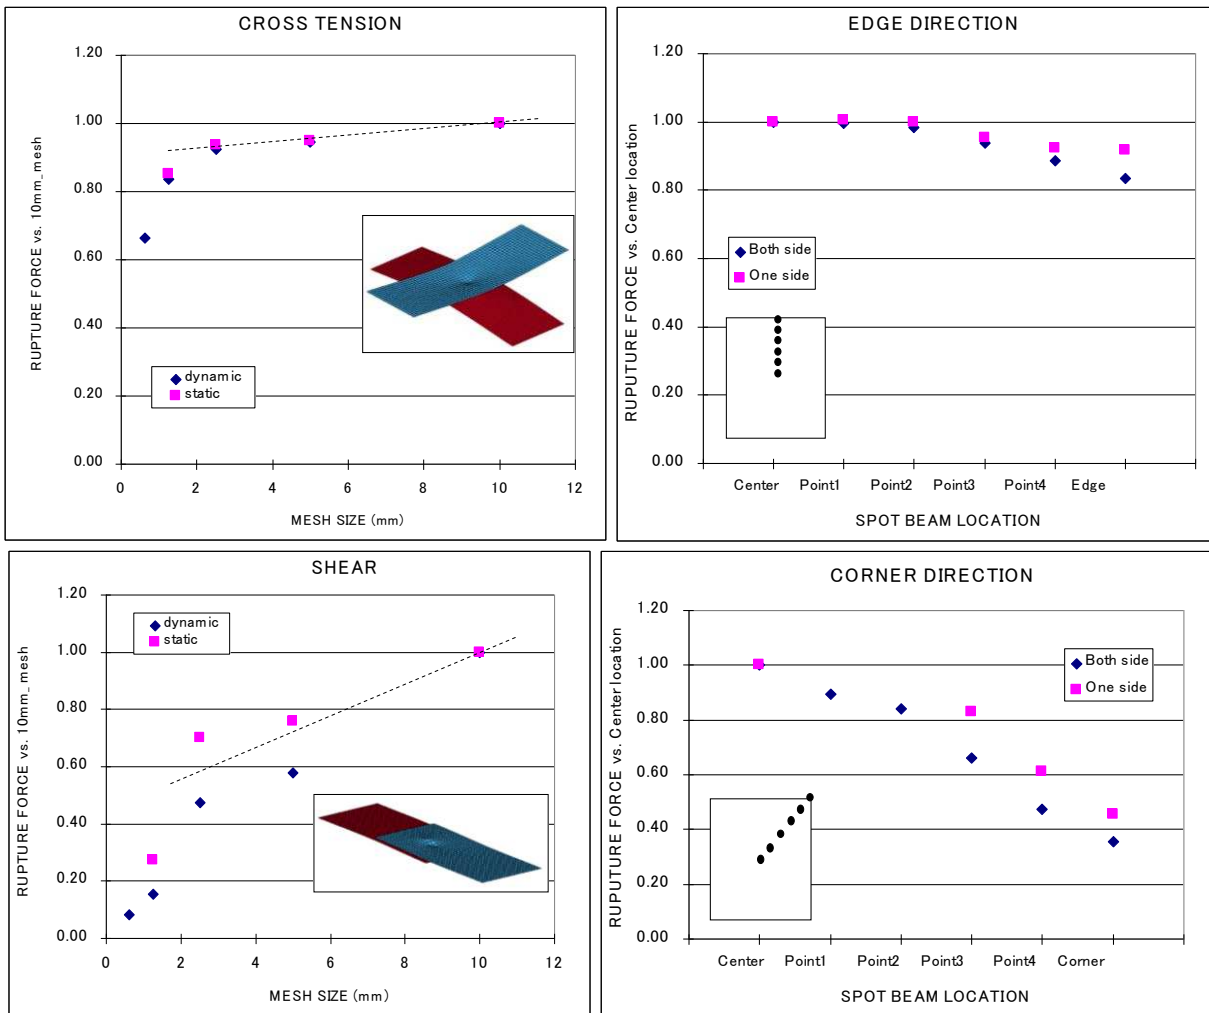 CROSS TENSION
RUPTURE FORCE vs. 10mm_mesh
1.20
1.00
0.80
0.60
0.40
0.20
0.00
dynamic
static
0 2 4 6 8 10 12
MESH SIZE (mm)
EDGE DIRECTION
RUPUTURE FORCE vs. Center location
1.20
1.00
0.80
0.60
0.40
0.20
0.00
Both side
One side
Center Point1 Point2 Point3 Point4 Edge
SPOT BEAM LOCATION
SHEAR
RUPTURE FORCE vs. 10mm_mesh
1.20
1.00
0.80
0.60
0.40
0.20
0.00
dynamic
static
0 2 4 6 8 10 12
MESH SIZE (mm)
CORNER DIRECTION
RUPUTURE FORCE vs. Center location
1.20
1.00
0.80
0.60
0.40
0.20
0.00
Both side
One side
Center Point1 Point2 Point3 Point4 Corner
SPOT BEAM LOCATION